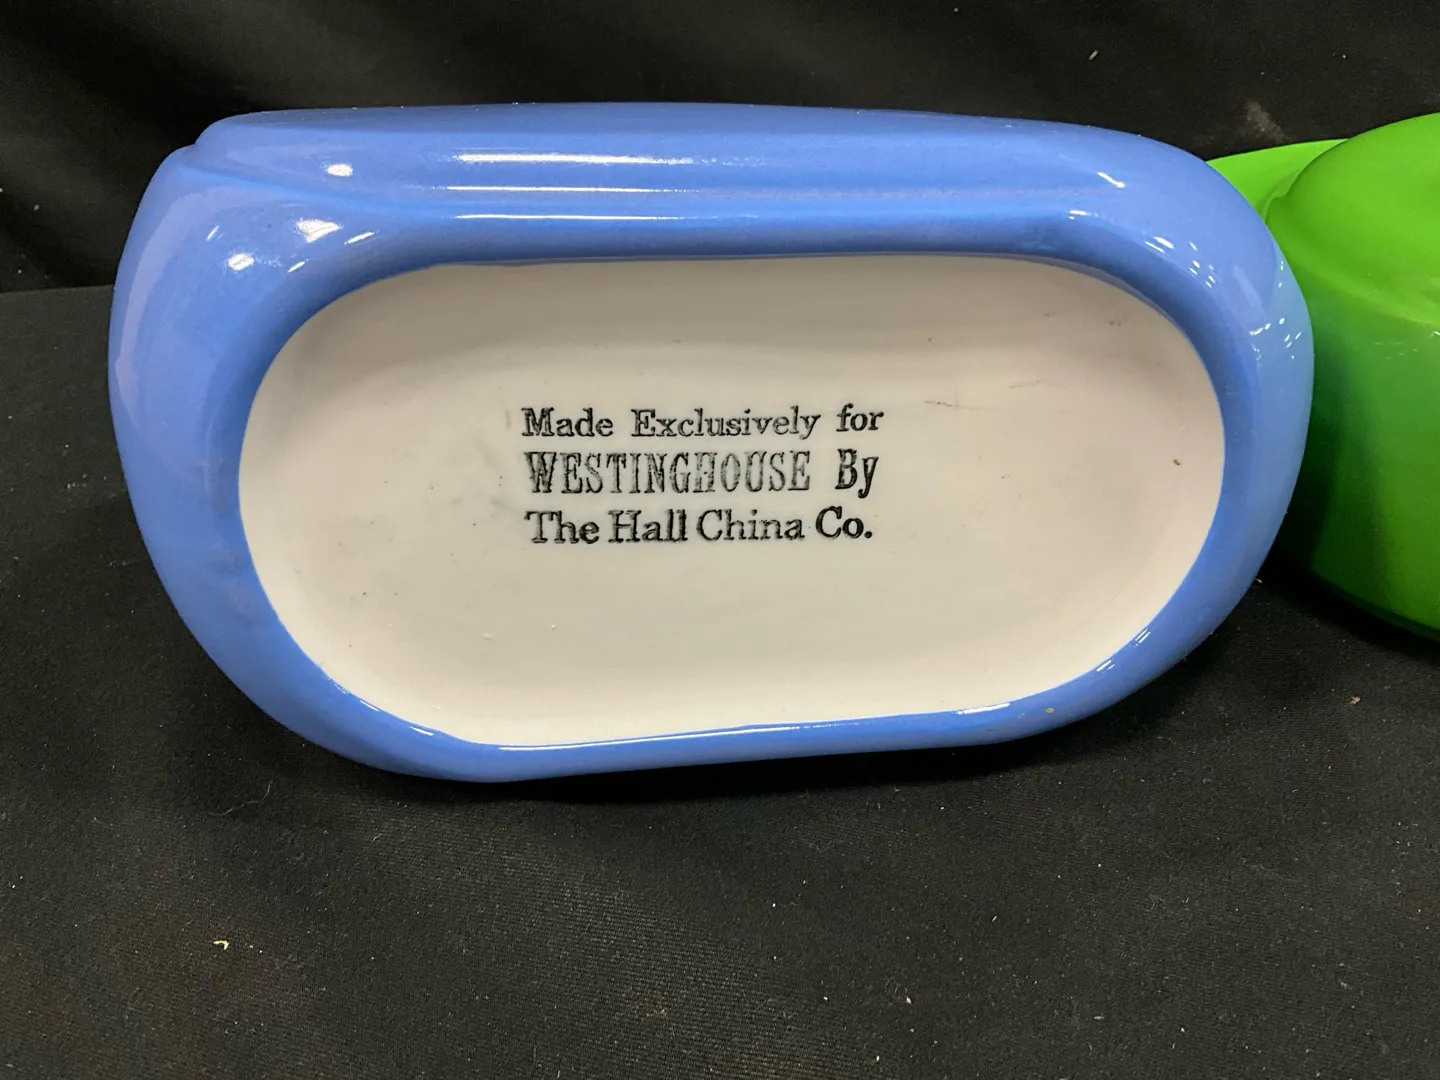 Made Exclusively for
WESTINGHOUSE By
The Hall China Co.